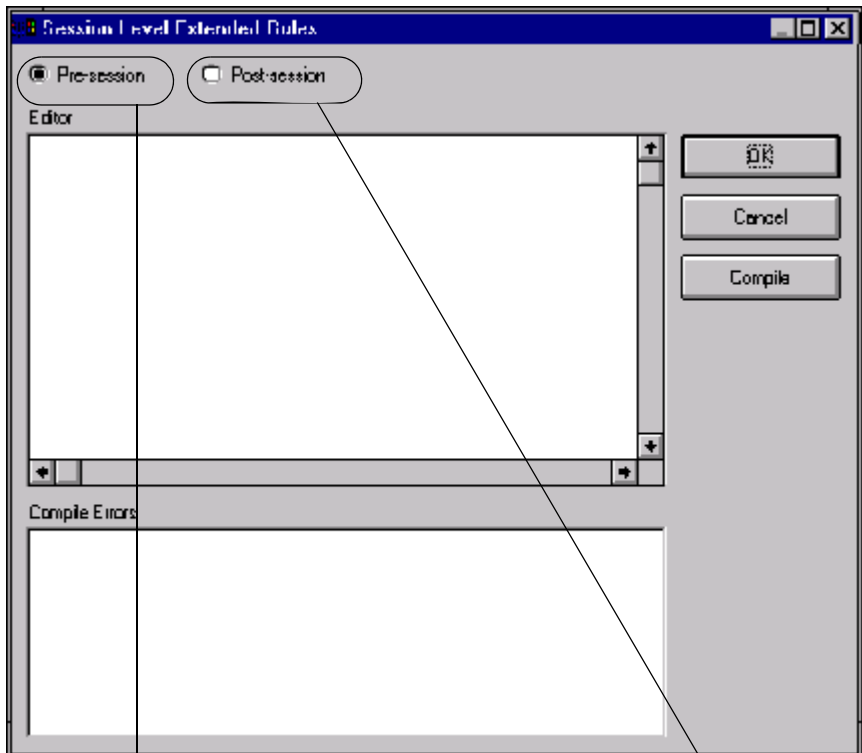 Session Level Extended Rules
Pre-session Post-session
Editor
OK
Cancel
Compile
Compile Errors